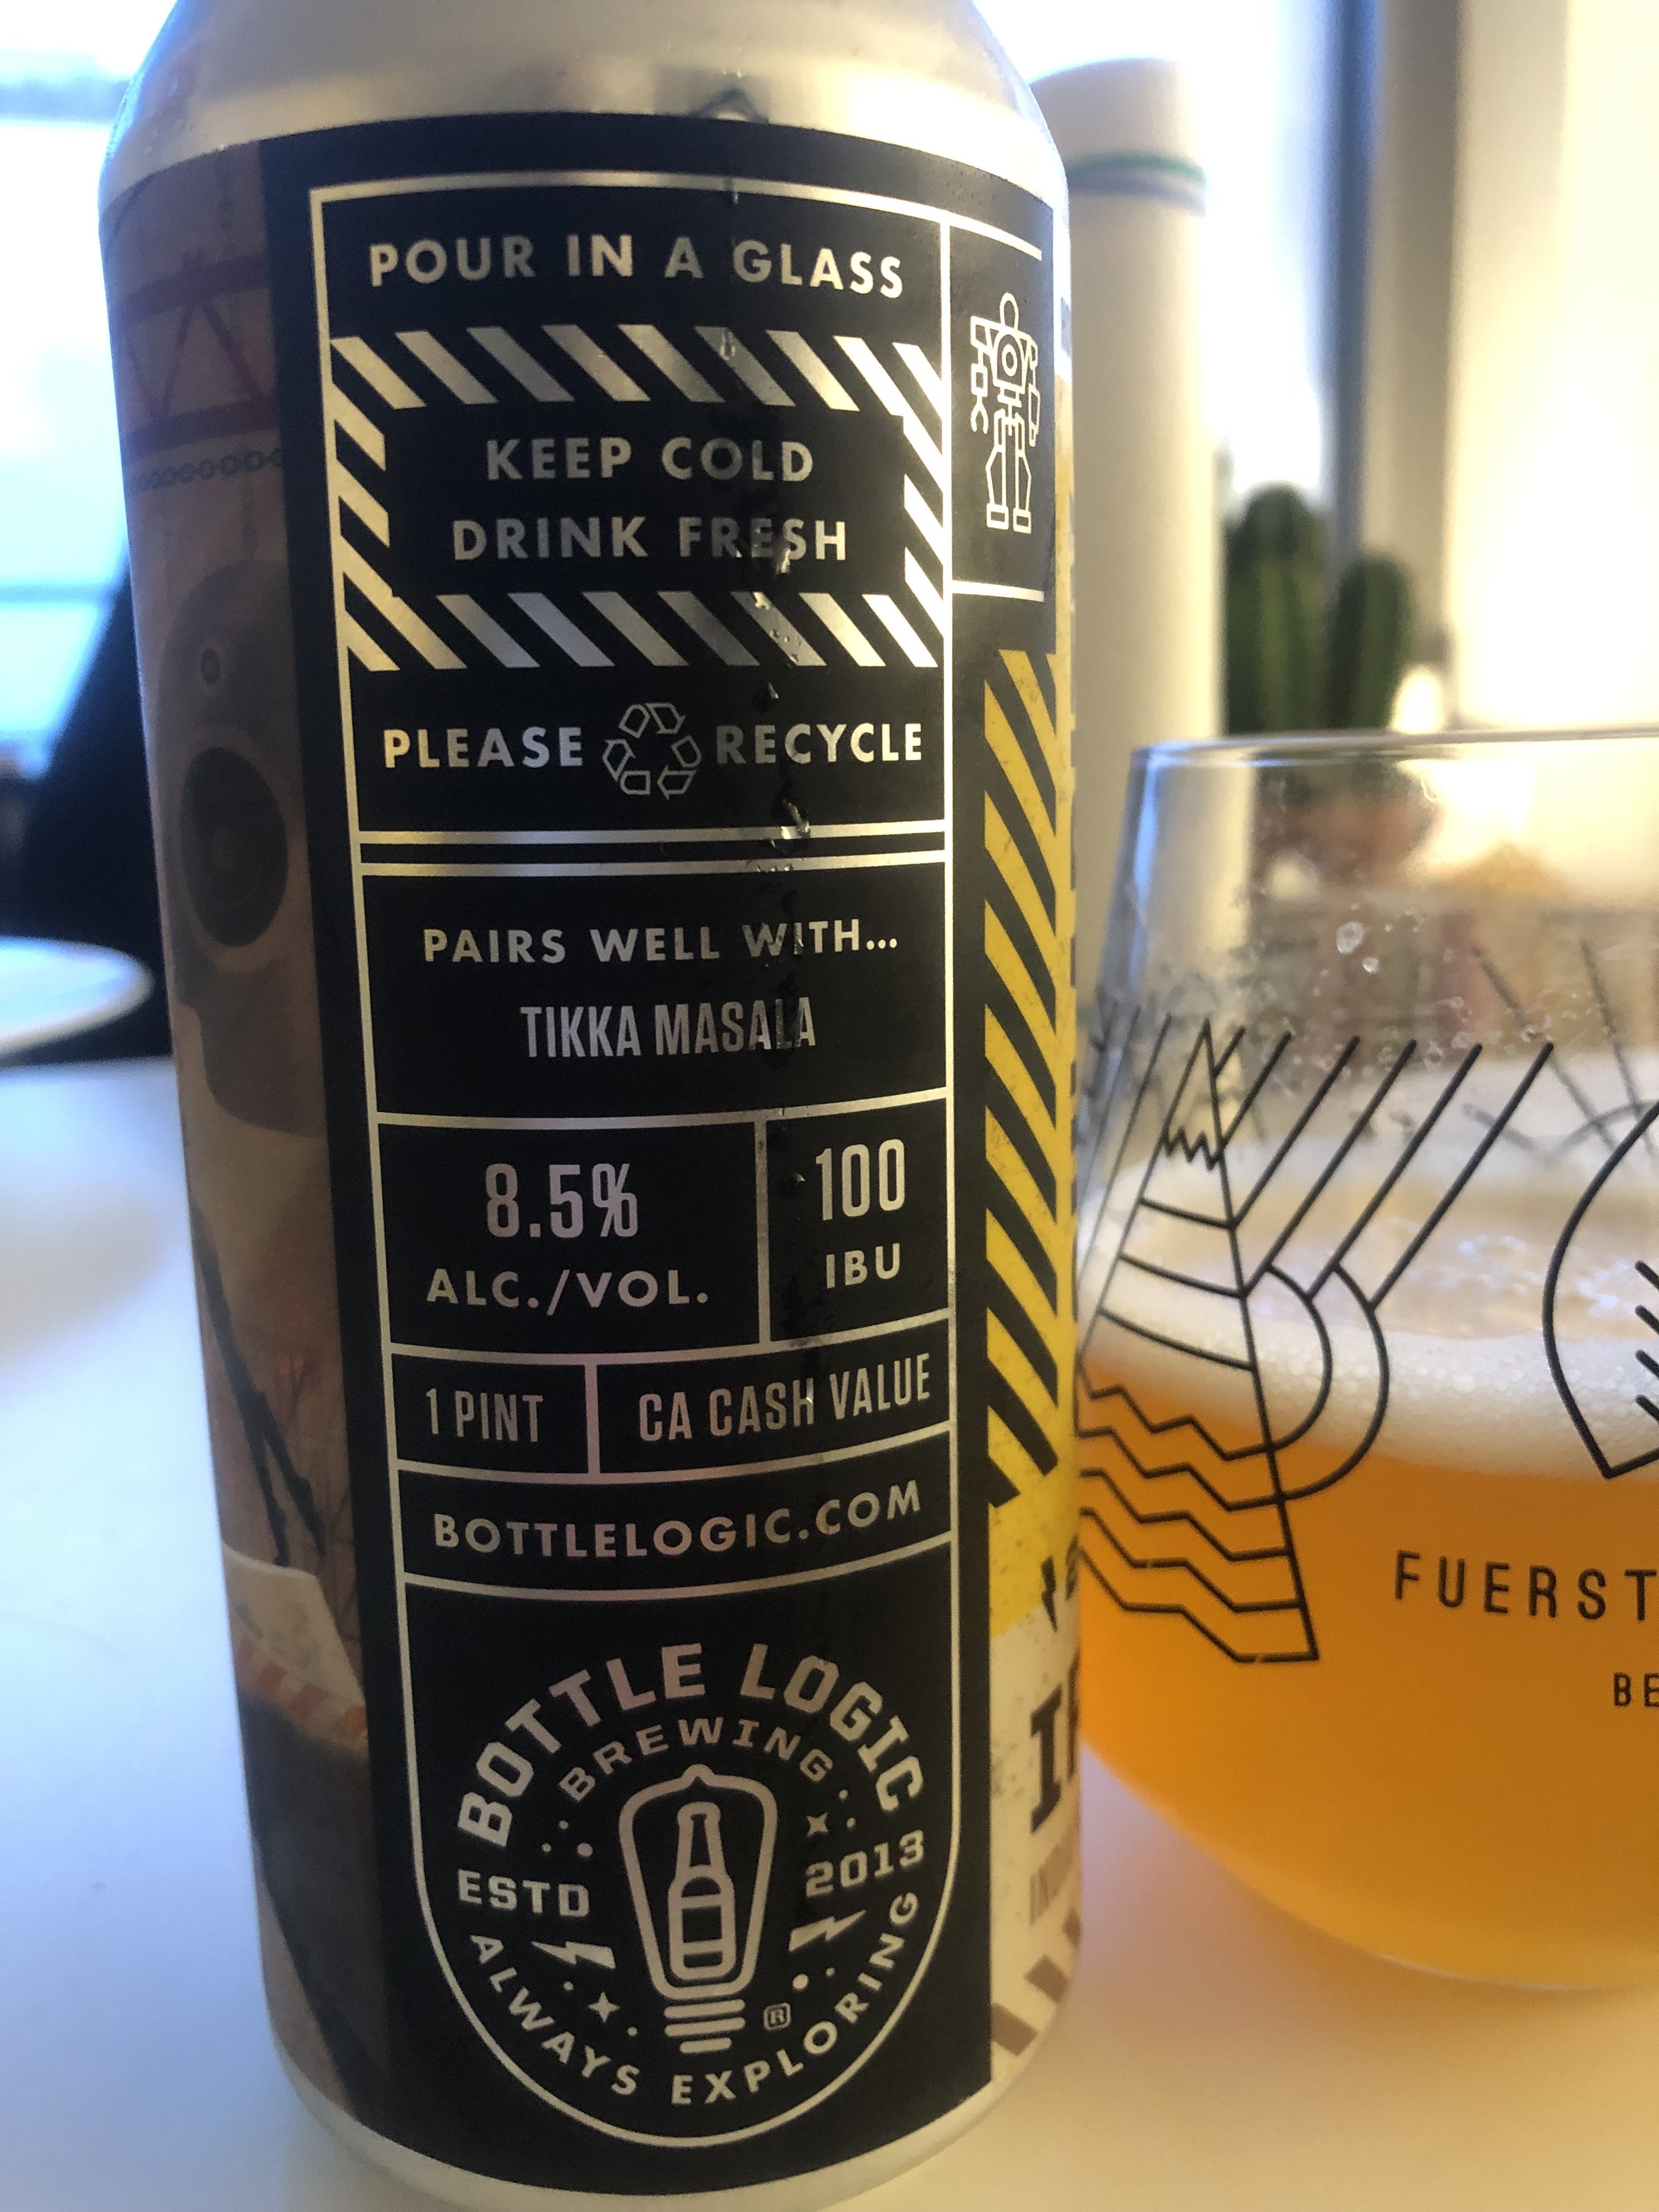 POUR IN A GLASS
KEEP COLD
DRINK FRESH
PLEASE RECYCLE
PAIRS WELL WITH...
TIKKA MASALA
8.5%
ALC./VOL.
100
IBU
1 PINT
CA CASH VALUE
BOTTLELOGIC.COM
BOTTLE LOGIC
BREWING
ESTD 2013
ALWAYS EXPLORING
®
FUERST